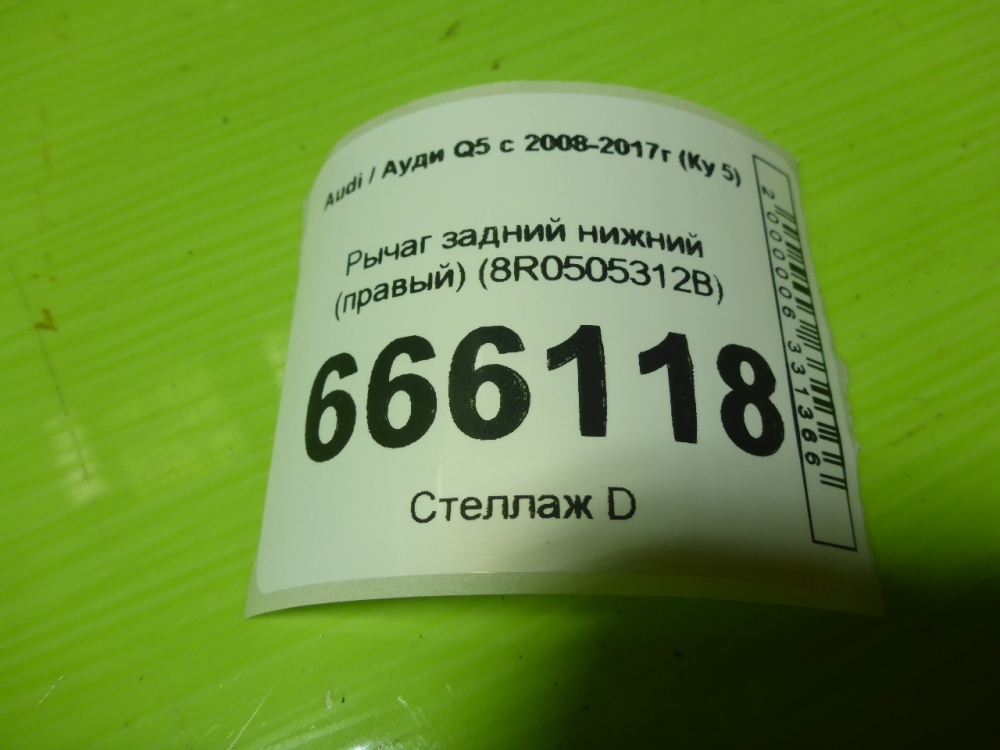 Audi / Ауди Q5 с 2008-2017г (Ку 5)
Рычаг задний нижний
(правый) (8R0505312B)
666118
Стеллаж D
2000006331366